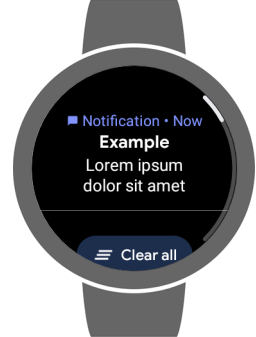 Notification • Now
Example
Lorem ipsum
dolor sit amet
Clear all